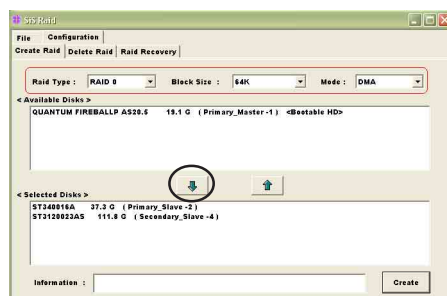 SiS Raid
File Configuration
Create Raid Delete Raid Raid Recovery
Raid Type : RAID 0 Block Size : 64K Mode : DMA
< Available Disks >
QUANTUM FIREBALLP AS20.5 19.1 G ( Primary_Master -1 ) <Bootable HD>
< Selected Disks >
ST340016A 37.3 G ( Primary_Slave -2 )
ST3120023AS 111.8 G ( Secondary_Slave -4 )
Information : Create